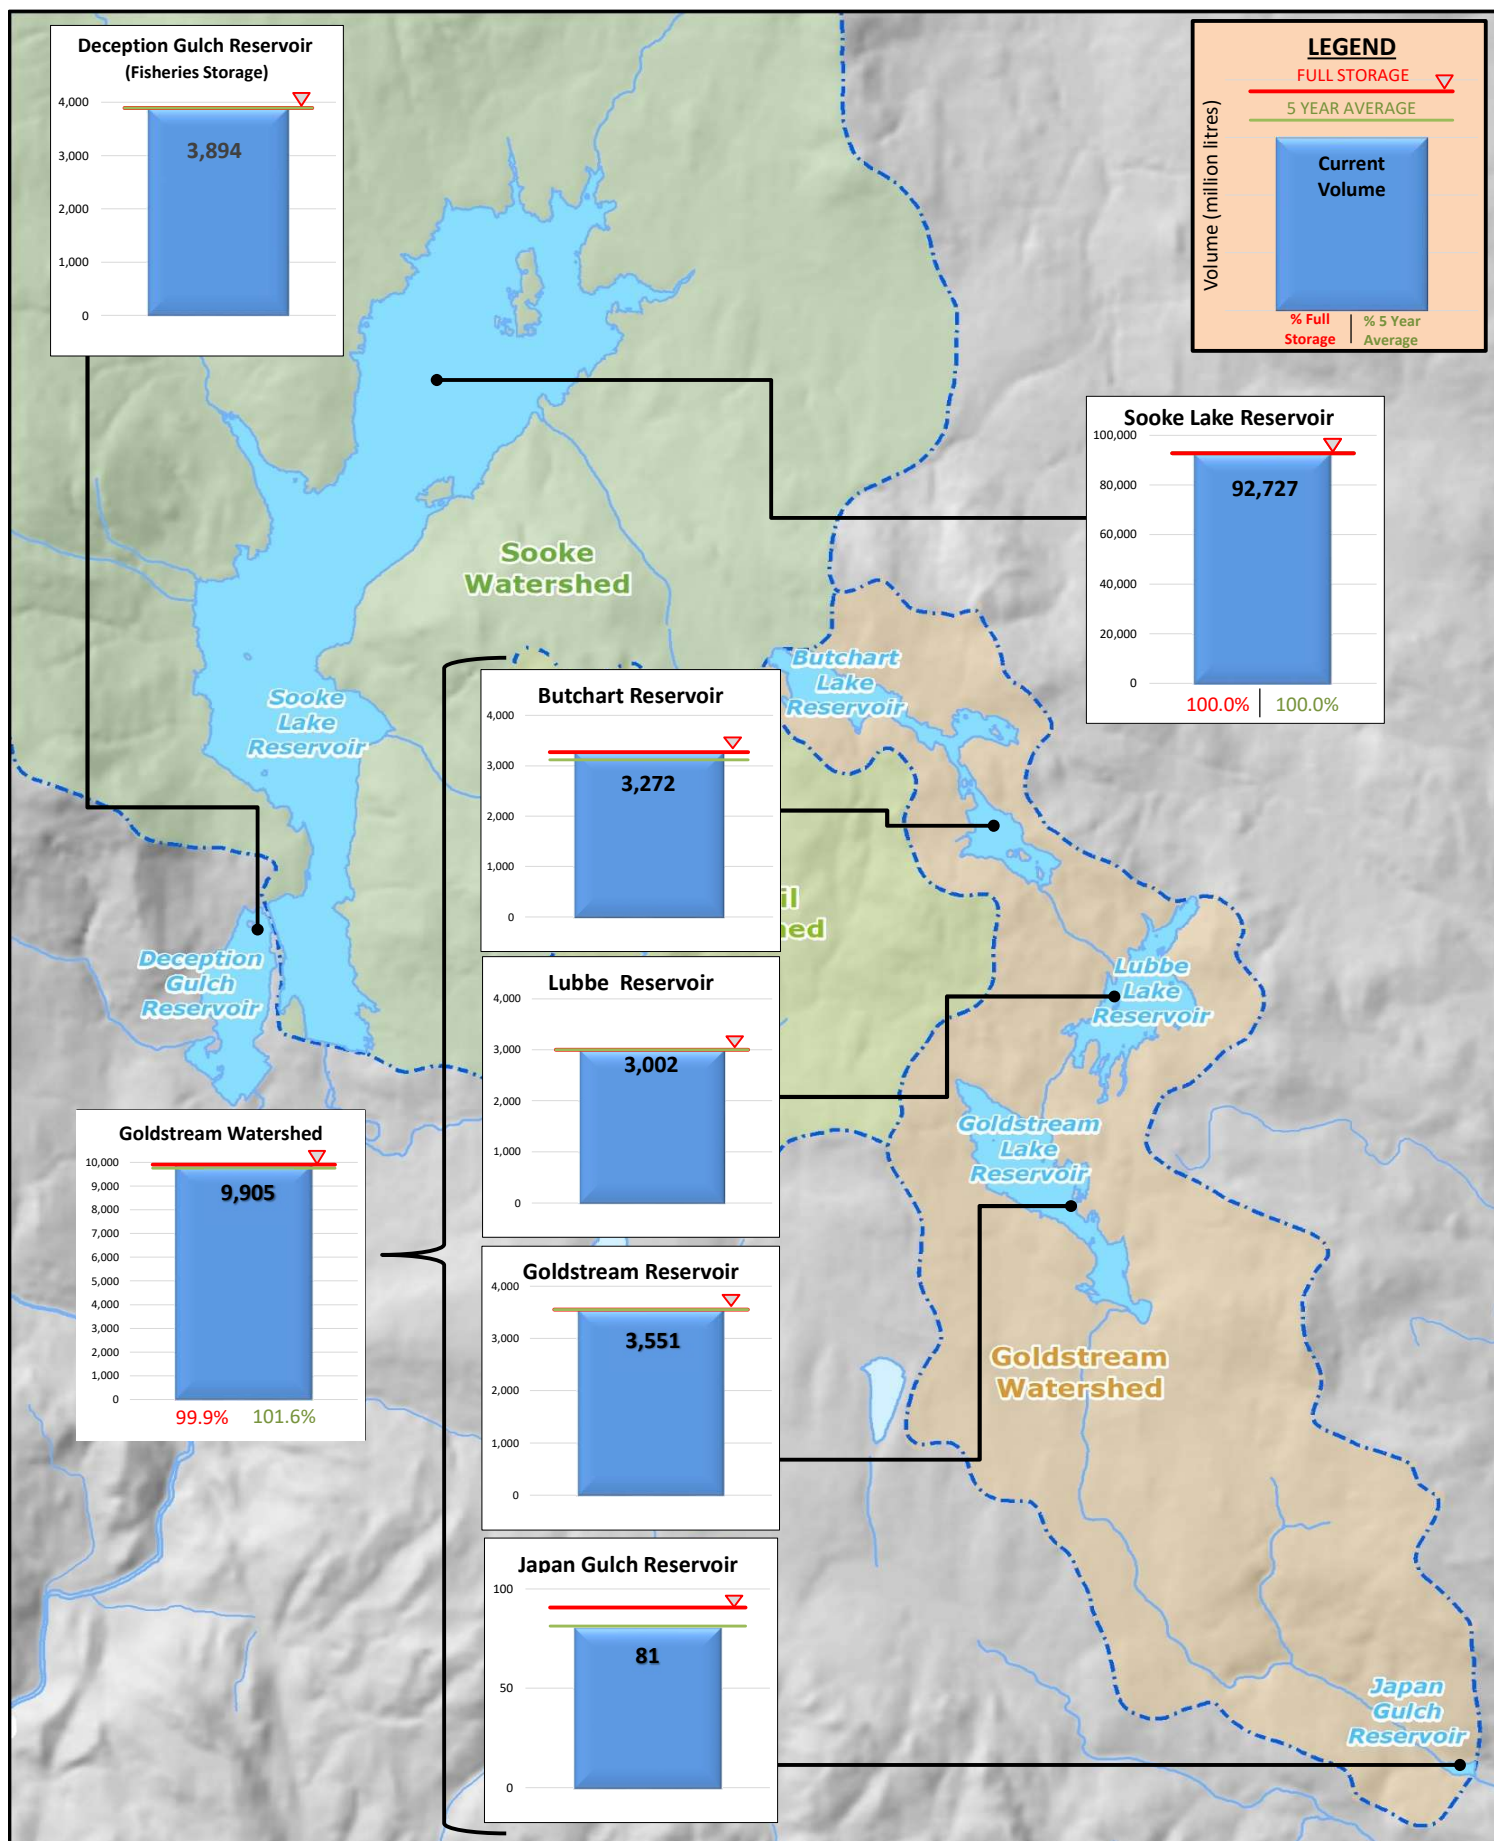 Deception Gulch Reservoir
(Fisheries Storage)
4,000
3,000
2,000
1,000
0
3,894
LEGEND
FULL STORAGE
5 YEAR AVERAGE
Volume (million litres)
Current
Volume
% Full
Storage
% 5 Year
Average
Sooke Lake Reservoir
100,000
80,000
60,000
40,000
20,000
0
92,727
100.0%
100.0%
Sooke
Watershed
Sooke
Lake
Reservoir
Butchart
Lake
Reservoir
Butchart Reservoir
4,000
3,000
2,000
1,000
0
3,272
il
hed
Deception
Gulch
Reservoir
Lubbe
Lake
Reservoir
Lubbe Reservoir
4,000
3,000
2,000
1,000
0
3,002
Goldstream
Lake
Reservoir
Goldstream Watershed
10,000
9,000
8,000
7,000
6,000
5,000
4,000
3,000
2,000
1,000
0
9,905
99.9%
101.6%
Goldstream Reservoir
4,000
3,000
2,000
1,000
0
3,551
Goldstream
Watershed
Japan Gulch Reservoir
100
50
0
81
Japan
Gulch
Reservoir